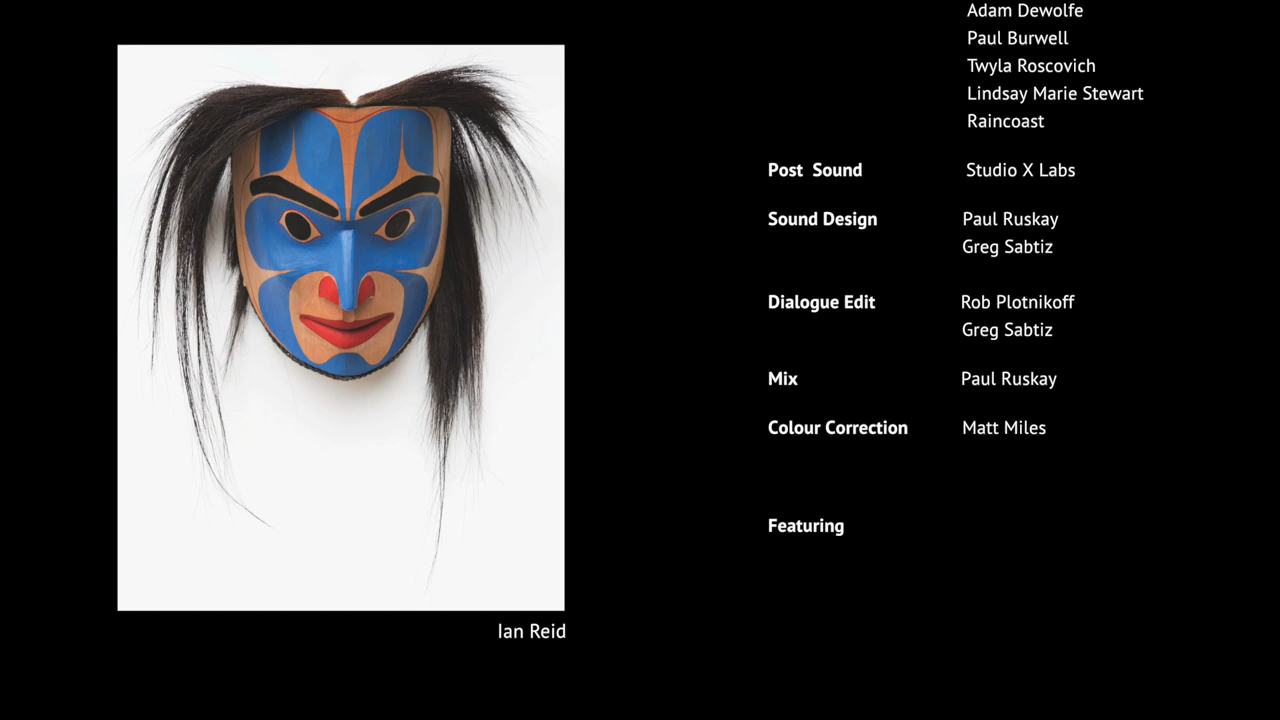 Adam Dewolfe
Paul Burwell
Twyla Roscovich
Lindsay Marie Stewart
Raincoast
Post  Sound Studio X Labs
Sound Design Paul Ruskay
Greg Sabtiz
Dialogue Edit Rob Plotnikoff
Greg Sabtiz
Mix Paul Ruskay
Colour Correction Matt Miles
Featuring
Ian Reid